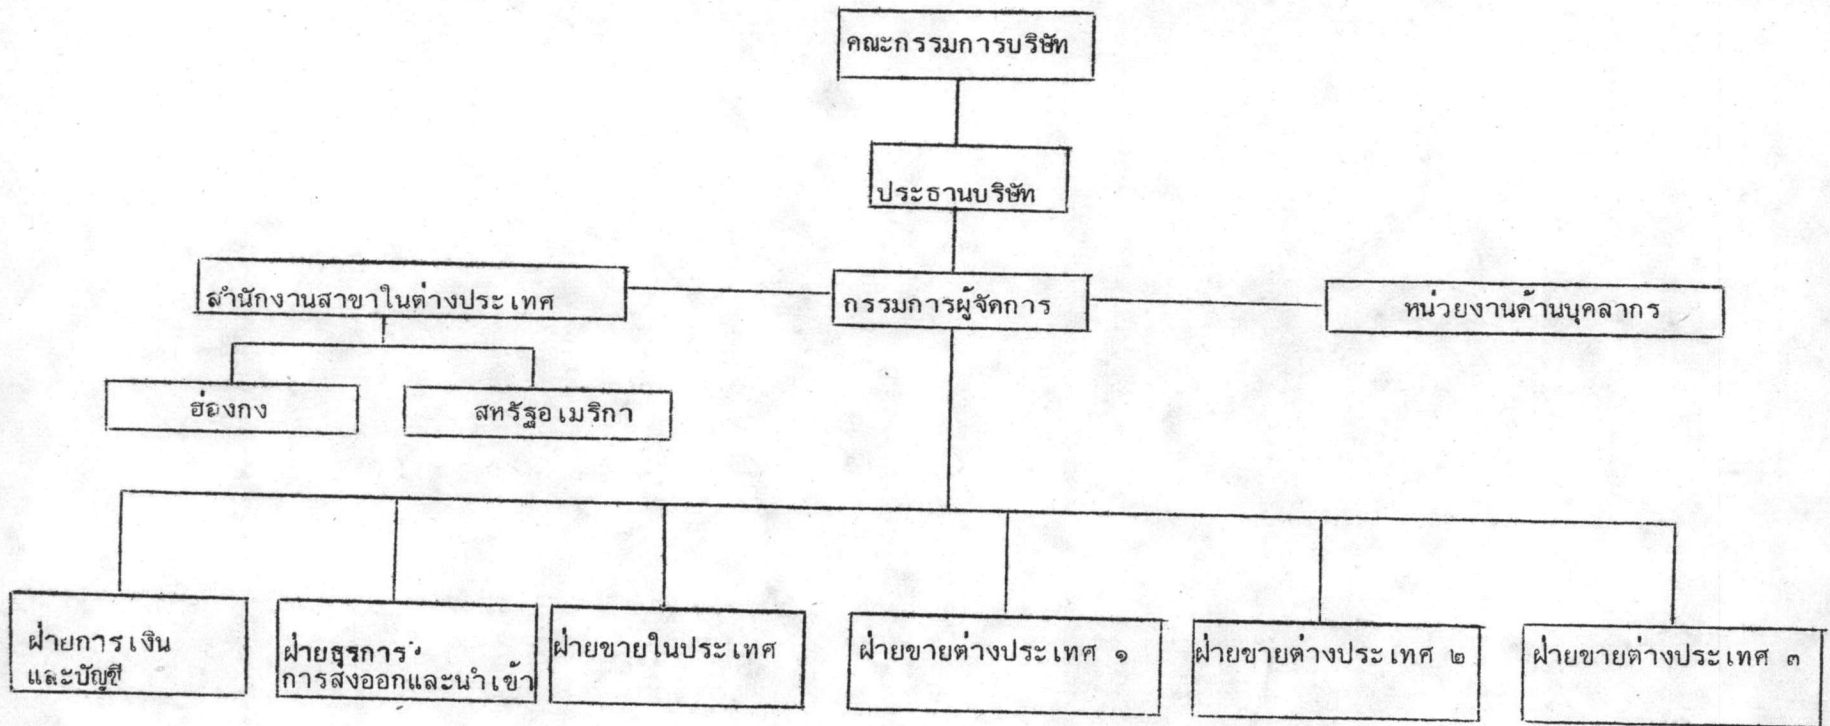 คณะกรรมการบริษัท
ประธานบริษัท
สำนักงานสาขาในต่างประเทศ
กรรมการผู้จัดการ
หน่วยงานด้านบุคลากร
ฮ่องกง
สหรัฐอเมริกา
ฝ่ายการเงิน
และบัญชี
ฝ่ายธุรการ
การส่งออกและนำเข้า
ฝ่ายขายในประเทศ
ฝ่ายขายต่างประเทศ ๑
ฝ่ายขายต่างประเทศ ๒
ฝ่ายขายต่างประเทศ ๓